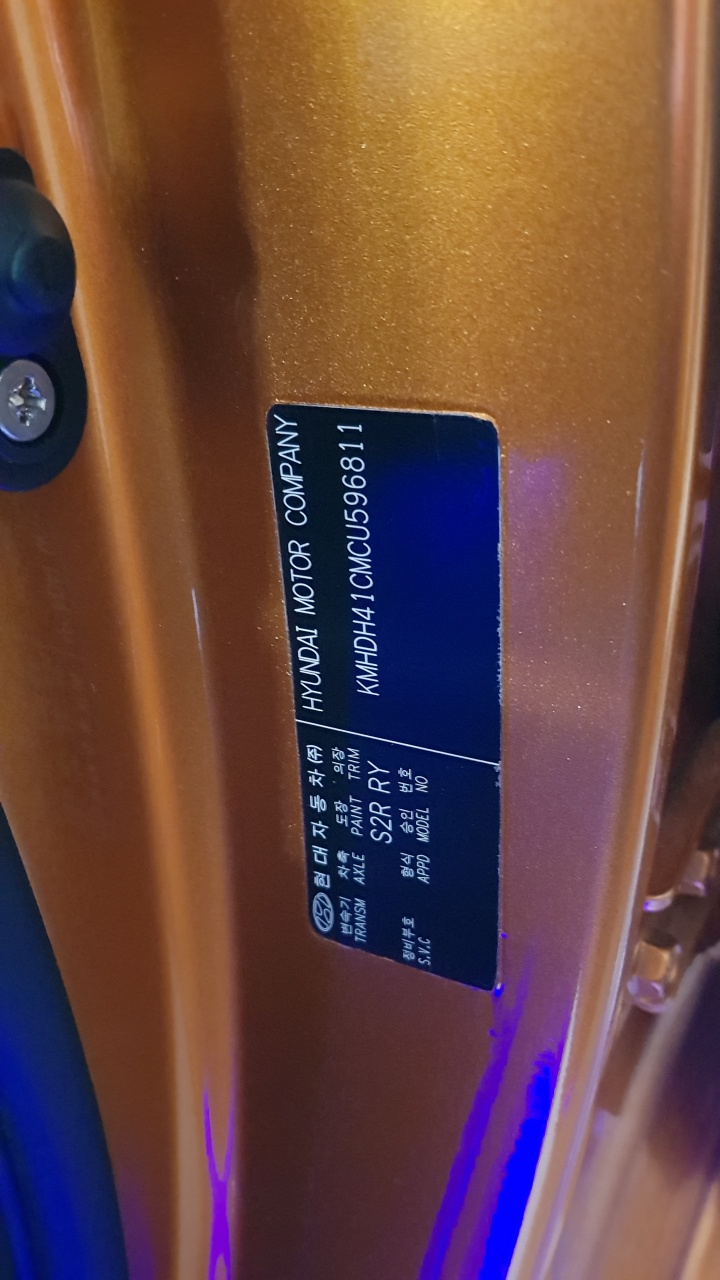 현대자동차(주) HYUNDAI MOTOR COMPANY
변속기 차축 도장 의장
TRANSM AXLE PAINT TRIM
KMHDH41CMCU596811
S2R RY
정비부호 형식 승인 번호
S.V.C APPD MODEL NO